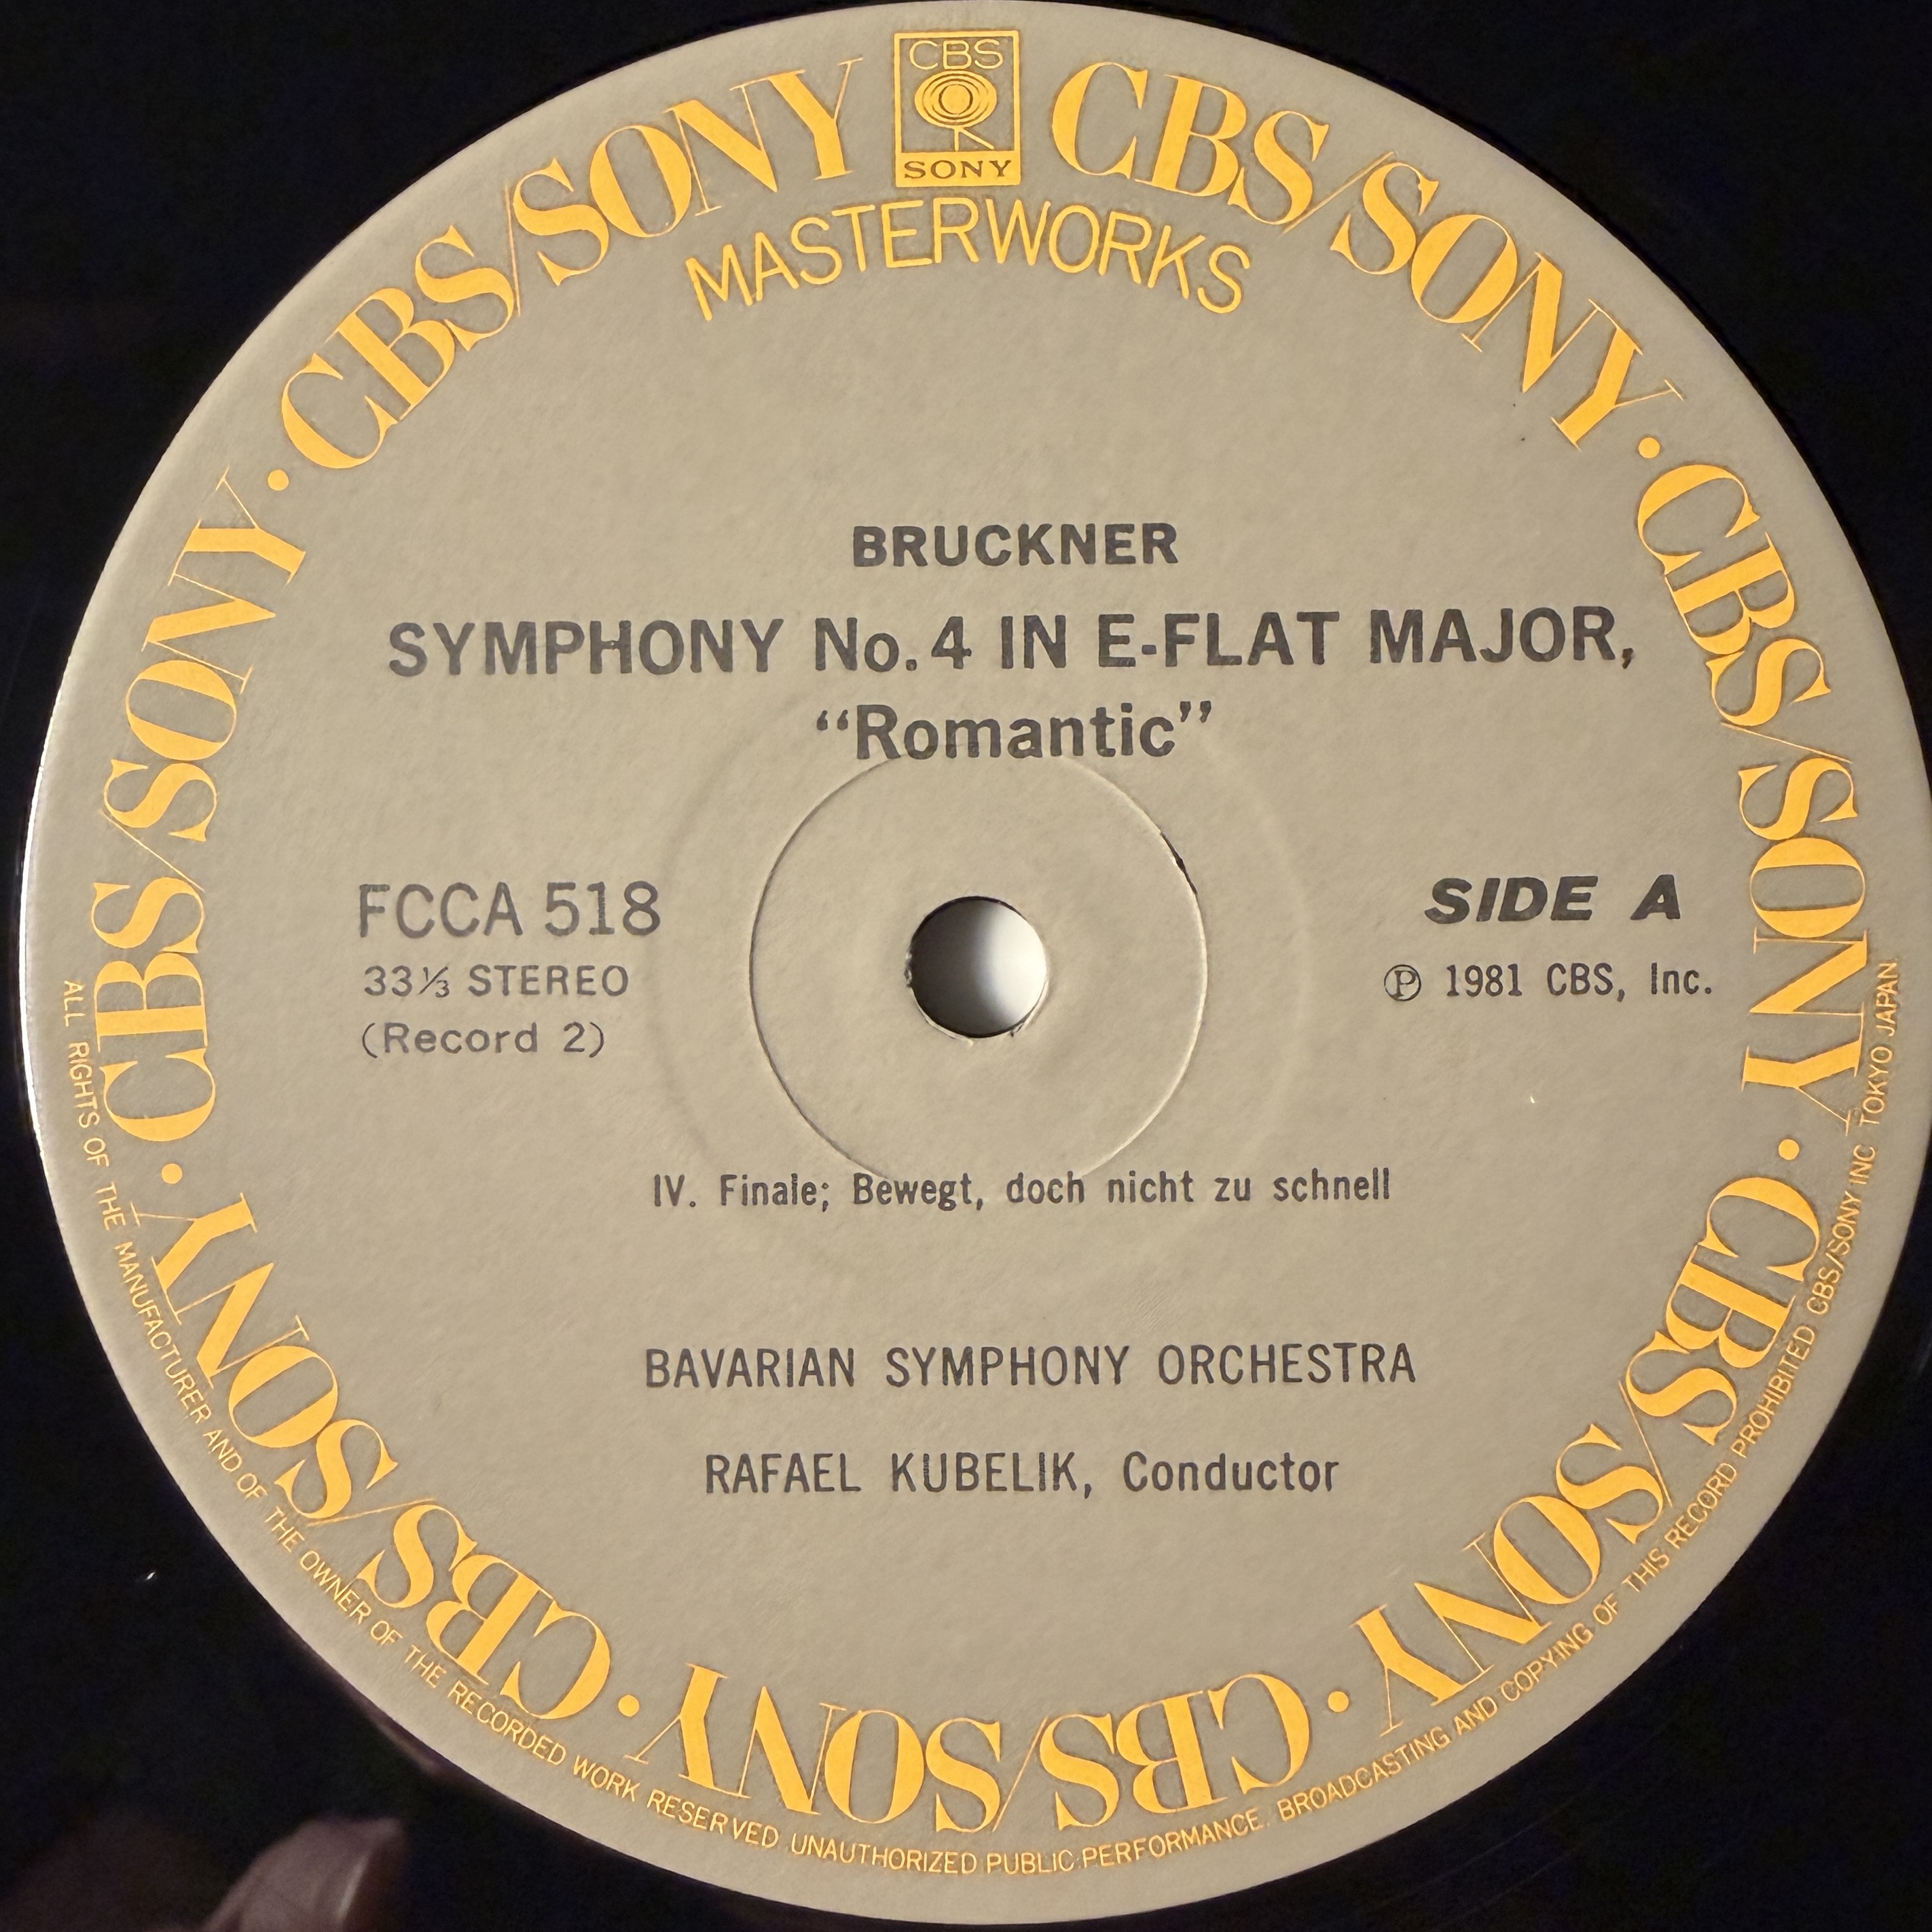 CBS
SONY
CBS/SONY · CBS/SONY · CBS/SONY · CBS/SONY · CBS/SONY · CBS/SONY · CBS/SONY
MASTERWORKS
BRUCKNER
SYMPHONY No.4 IN E-FLAT MAJOR,
“Romantic”
FCCA 518
33⅓ STEREO
(Record 2)
SIDE A
Ⓟ 1981 CBS, Inc.
IV. Finale; Bewegt, doch nicht zu schnell
BAVARIAN SYMPHONY ORCHESTRA
RAFAEL KUBELIK, Conductor
ALL RIGHTS OF THE MANUFACTURER AND OF THE OWNER OF THE RECORDED WORK RESERVED UNAUTHORIZED PUBLIC PERFORMANCE. BROADCASTING AND COPYING OF THIS RECORD PROHIBITED CBS/SONY INC TOKYO JAPAN.